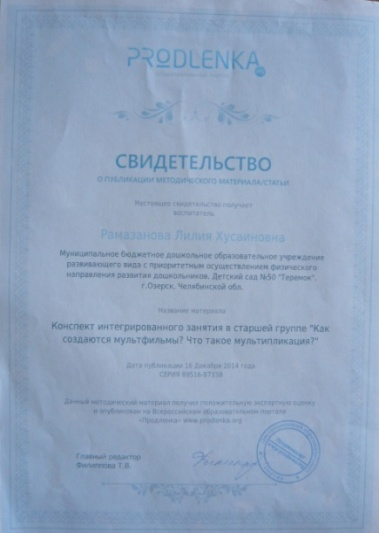 PRODLENKA
СВИДЕТЕЛЬСТВО
О ПУБЛИКАЦИИ МЕТОДИЧЕСКОГО МАТЕРИАЛА/СТАТЬИ
Настоящее свидетельство получает
воспитатель
Рамазанова Лилия Хусаиновна
Муниципальное бюджетное дошкольное образовательное учреждение
развивающего вида с приоритетным осуществлением физического
направления развития дошкольников, Детский сад №50 "Теремок",
г.Озерск, Челябинской обл.
Название материала
Конспект интегрированного занятия в старшей группе "Как
создаются мультфильмы? Что такое мультипликация?"
Дата публикации 16 Декабря 2014 года
СЕРИЯ
Данный методический материал получил положительную экспертную оценку
и опубликован на Всероссийском образовательном портале
«Продленка» www.prodlenka.org
Главный редактор
Филиппова Т.В.